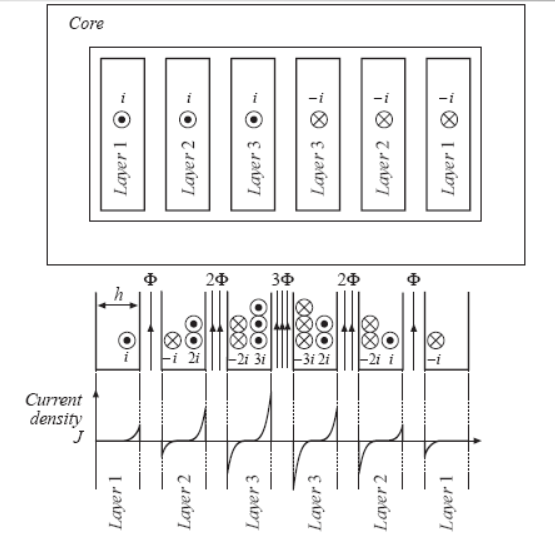 Core
i i i −i −i −i
Layer 1 Layer 2 Layer 3 Layer 3 Layer 2 Layer 1
Φ 2Φ 3Φ 2Φ Φ
h
i −i 2i −2i 3i −3i 2i −2i i −i
Current
density
J
Layer 1 Layer 2 Layer 3 Layer 3 Layer 2 Layer 1